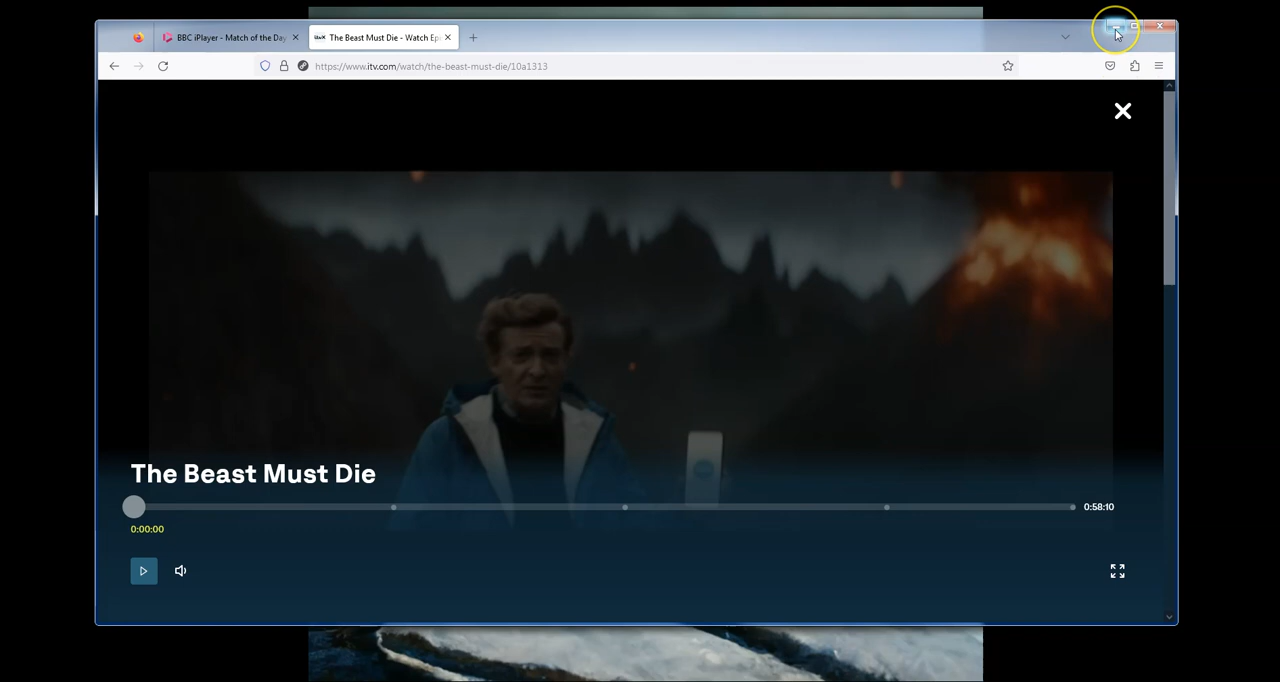 BBC iPlayer - Match of the Day
itvX The Beast Must Die - Watch Ep
https://www.itv.com/watch/the-beast-must-die/10a1313
The Beast Must Die
0:58:10
0:00:00